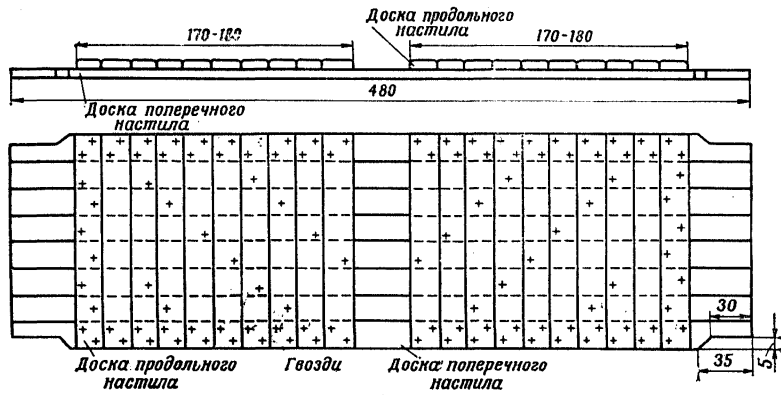 Доска продольного
настила
170-180
170-180
480
Доска поперечного
настила
30
35
5
Доска продольного
настила
Гвозди
Доска поперечного
настила